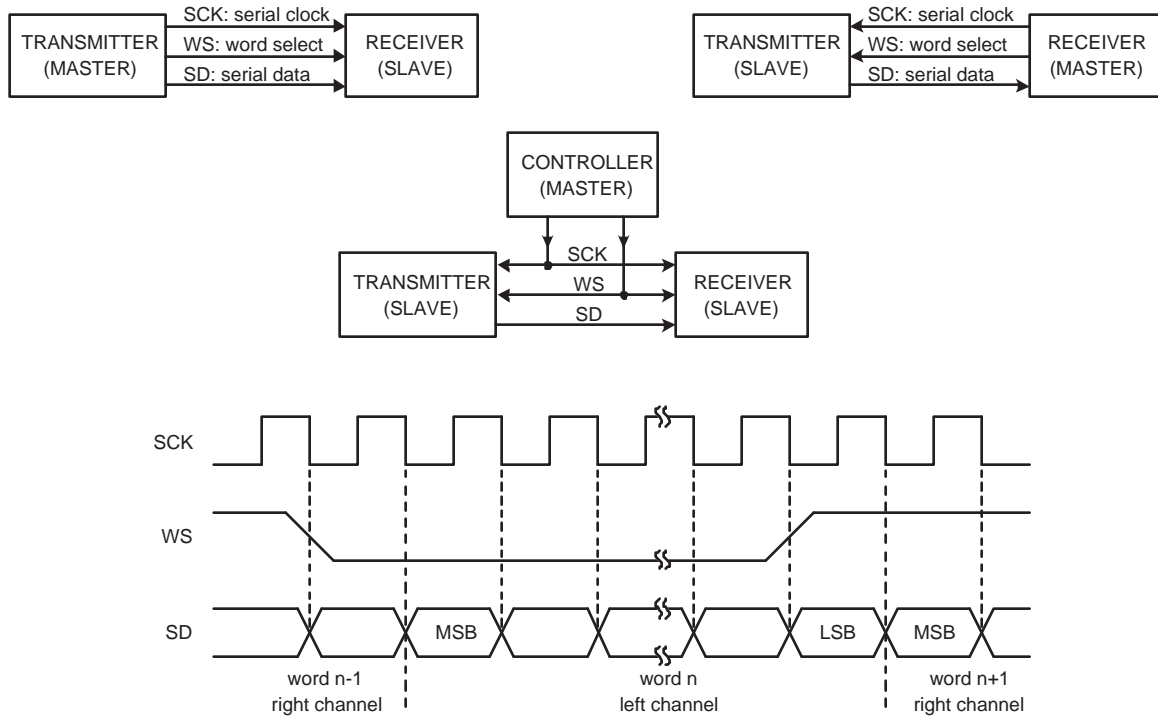 TRANSMITTER
(MASTER)
SCK: serial clock
WS: word select
SD: serial data
RECEIVER
(SLAVE)
TRANSMITTER
(SLAVE)
SCK: serial clock
WS: word select
SD: serial data
RECEIVER
(MASTER)
CONTROLLER
(MASTER)
TRANSMITTER
(SLAVE)
SCK
WS
SD
RECEIVER
(SLAVE)
SCK
WS
SD
MSB
LSB
MSB
word n-1
right channel
word n
left channel
word n+1
right channel